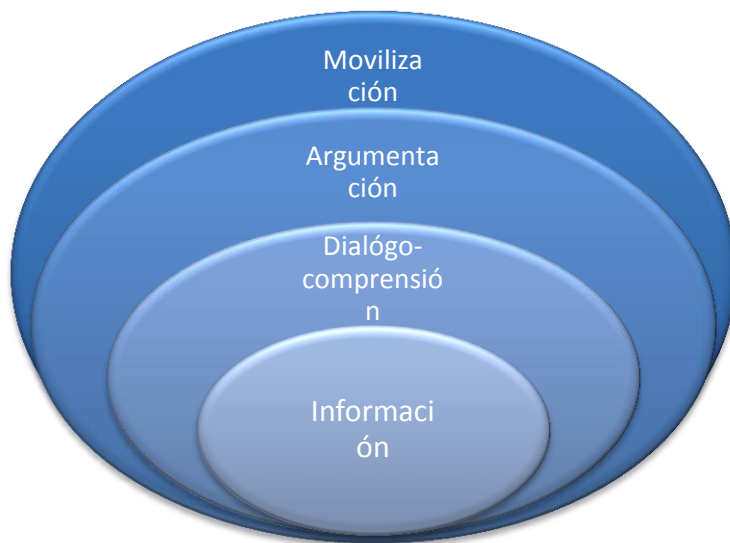 Moviliza
ción
Argumenta
ción
Dialógo-
comprensió
n
Informaci
ón